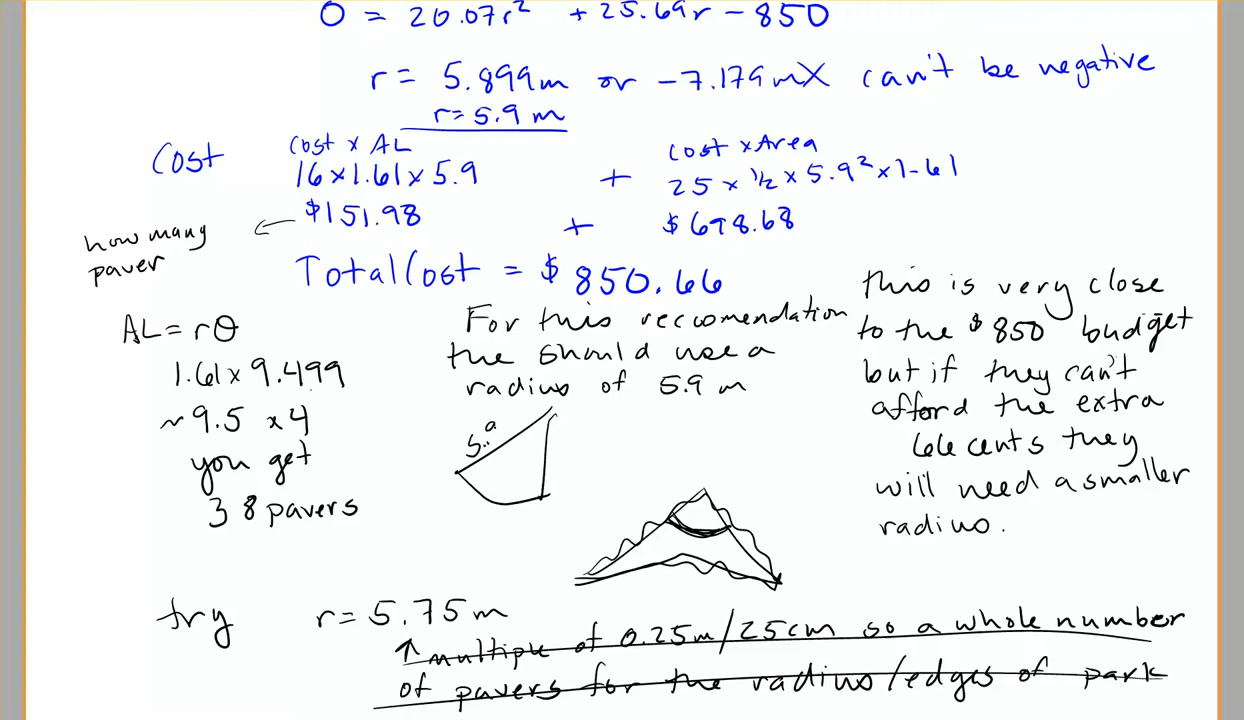 0 = 20.07r² + 25.69r - 850
r = 5.899m or -7.179mX can't be negative
r = 5.9 m
Cost
Cost x AL
16 x 1.61 x 5.9
+
Cost x Area
25 x ½ x 5.9² x 1.61
← $151.98
+
$698.68
how many
paver
Total Cost = $ 850.66
AL = rθ
1.61 x 9.499
~ 9.5 x 4
you get
38 pavers
For this reccomendation
the should use a
radius of 5.9 m
this is very close
to the $850 budget
but if they can't
afford the extra
66 cents they
will need a smaller
radius.
try r = 5.75m
↑ multiple of 0.25m/25cm so a whole number
of pavers for the radius/edges of park